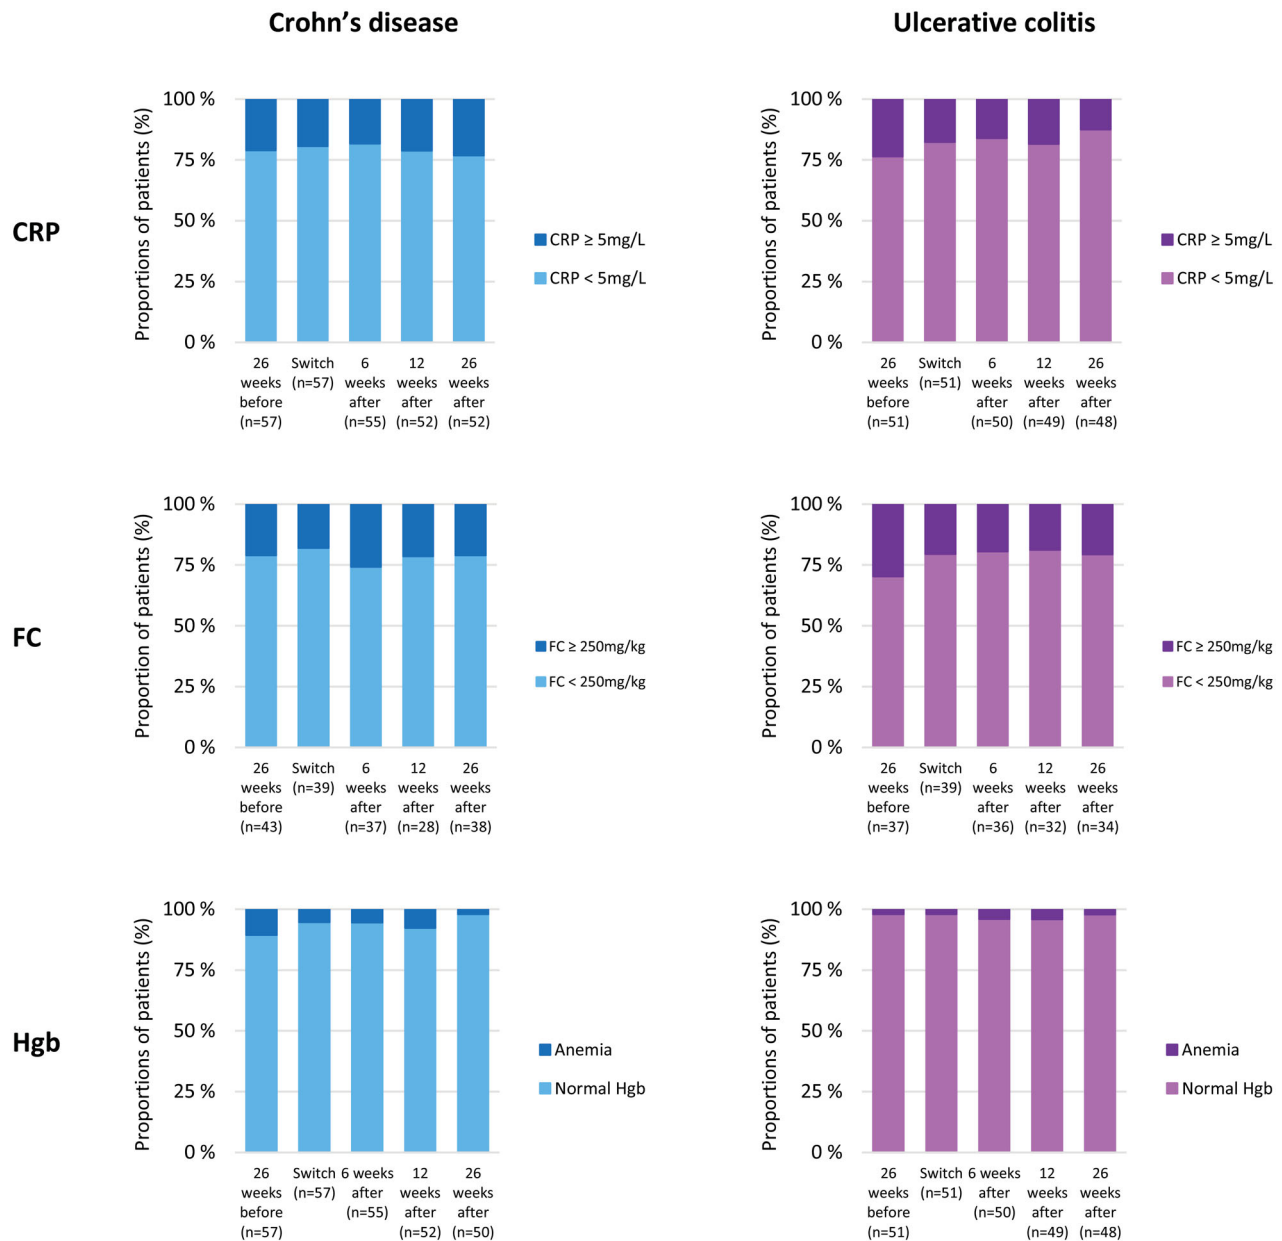 Crohn's disease
Ulcerative colitis
CRP
Proportions of patients (%)
100 %
75 %
50 %
25 %
0 %
26 weeks before (n=57)
Switch (n=57)
6 weeks after (n=55)
12 weeks after (n=52)
26 weeks after (n=52)
CRP ≥ 5mg/L
CRP < 5mg/L
Proportions of patients (%)
100 %
75 %
50 %
25 %
0 %
26 weeks before (n=51)
Switch (n=51)
6 weeks after (n=50)
12 weeks after (n=49)
26 weeks after (n=48)
CRP ≥ 5mg/L
CRP < 5mg/L
FC
Proportion of patients (%)
100 %
75 %
50 %
25 %
0 %
26 weeks before (n=43)
Switch (n=39)
6 weeks after (n=37)
12 weeks after (n=28)
26 weeks after (n=38)
FC ≥ 250mg/kg
FC < 250mg/kg
Proportion of patients (%)
100 %
75 %
50 %
25 %
0 %
26 weeks before (n=37)
Switch (n=39)
6 weeks after (n=36)
12 weeks after (n=32)
26 weeks after (n=34)
FC ≥ 250mg/kg
FC < 250mg/kg
Hgb
Proportions of patients (%)
100 %
75 %
50 %
25 %
0 %
26 weeks before (n=57)
Switch (n=57)
6 weeks after (n=55)
12 weeks after (n=52)
26 weeks after (n=50)
Anemia
Normal Hgb
Proportions of patients (%)
100 %
75 %
50 %
25 %
0 %
26 weeks before (n=51)
Switch (n=51)
6 weeks after (n=50)
12 weeks after (n=49)
26 weeks after (n=48)
Anemia
Normal Hgb